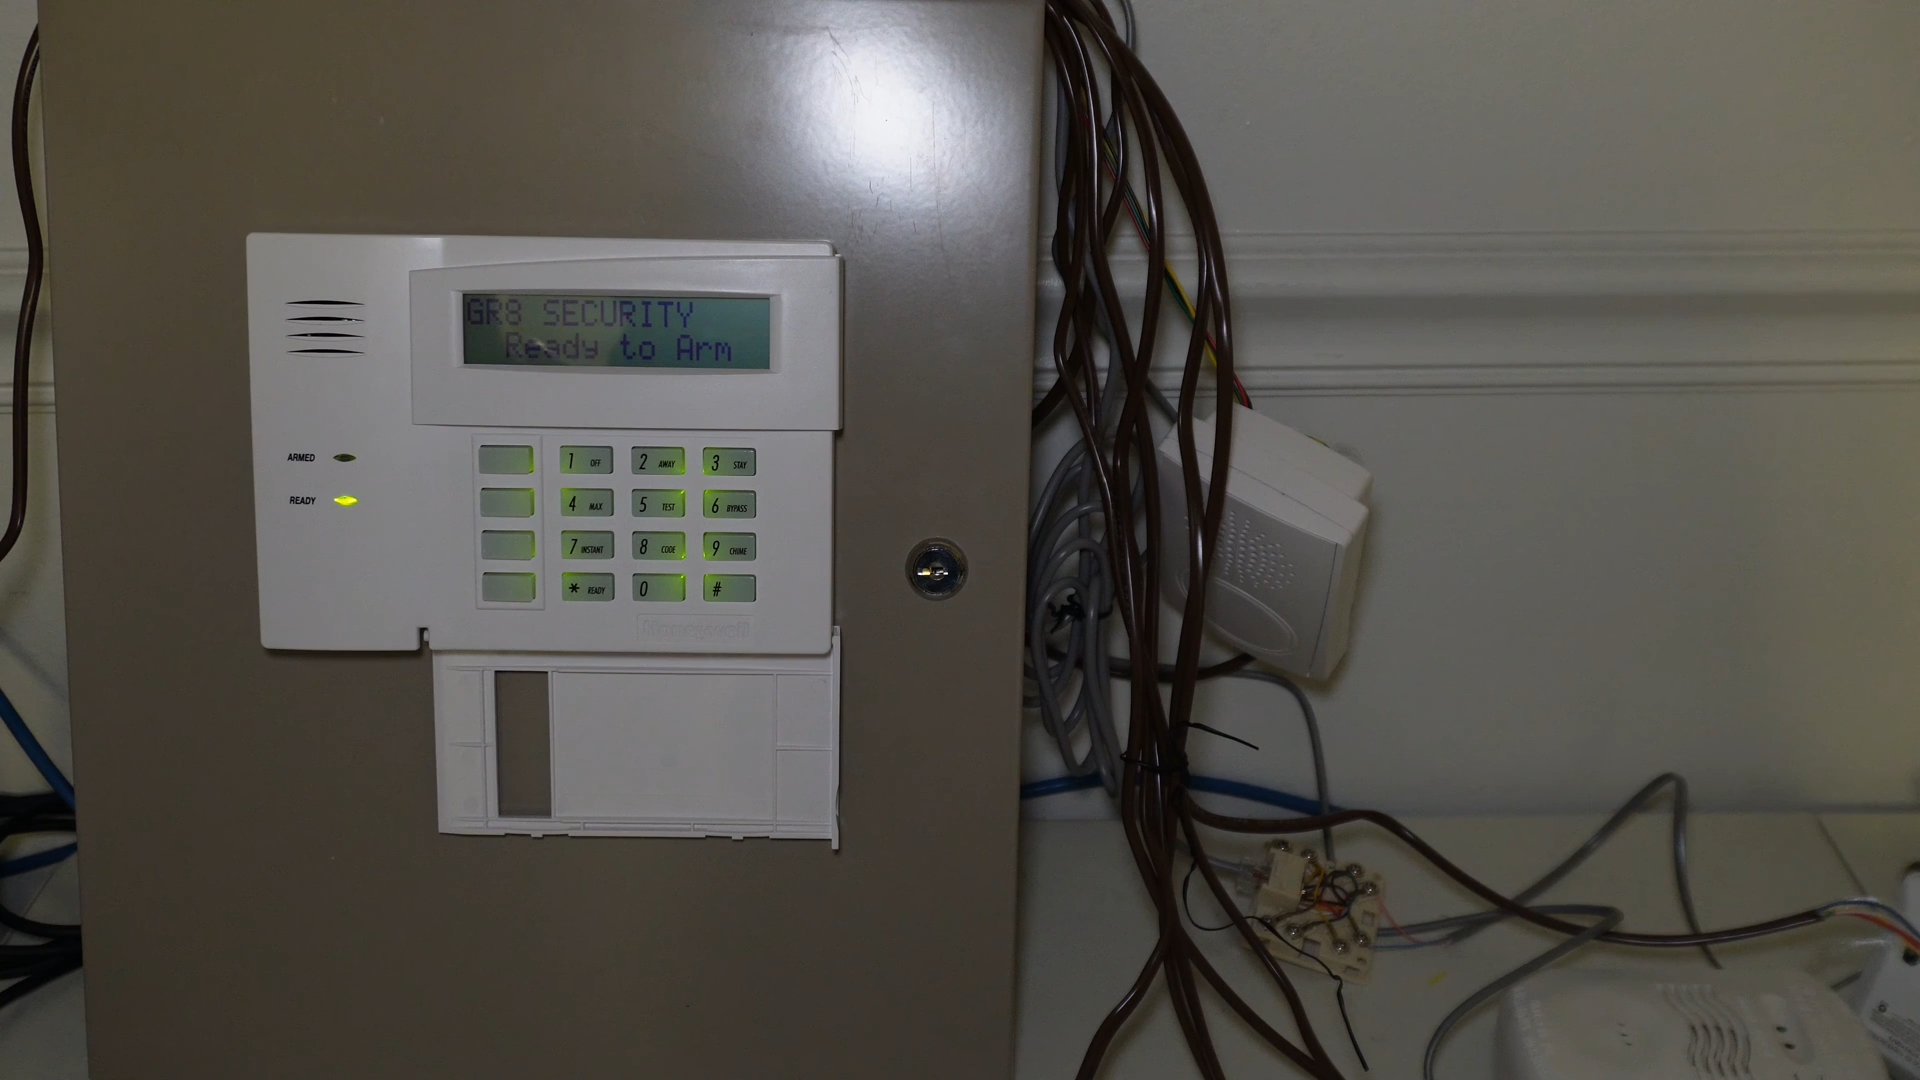 GR8 SECURITY
Ready to Arm
ARMED
READY
1 OFF
2 AWAY
3 STAY
4 MAX
5 TEST
6 BYPASS
7 INSTANT
8 CODE
9 CHIME
* READY
0
#
Honeywell